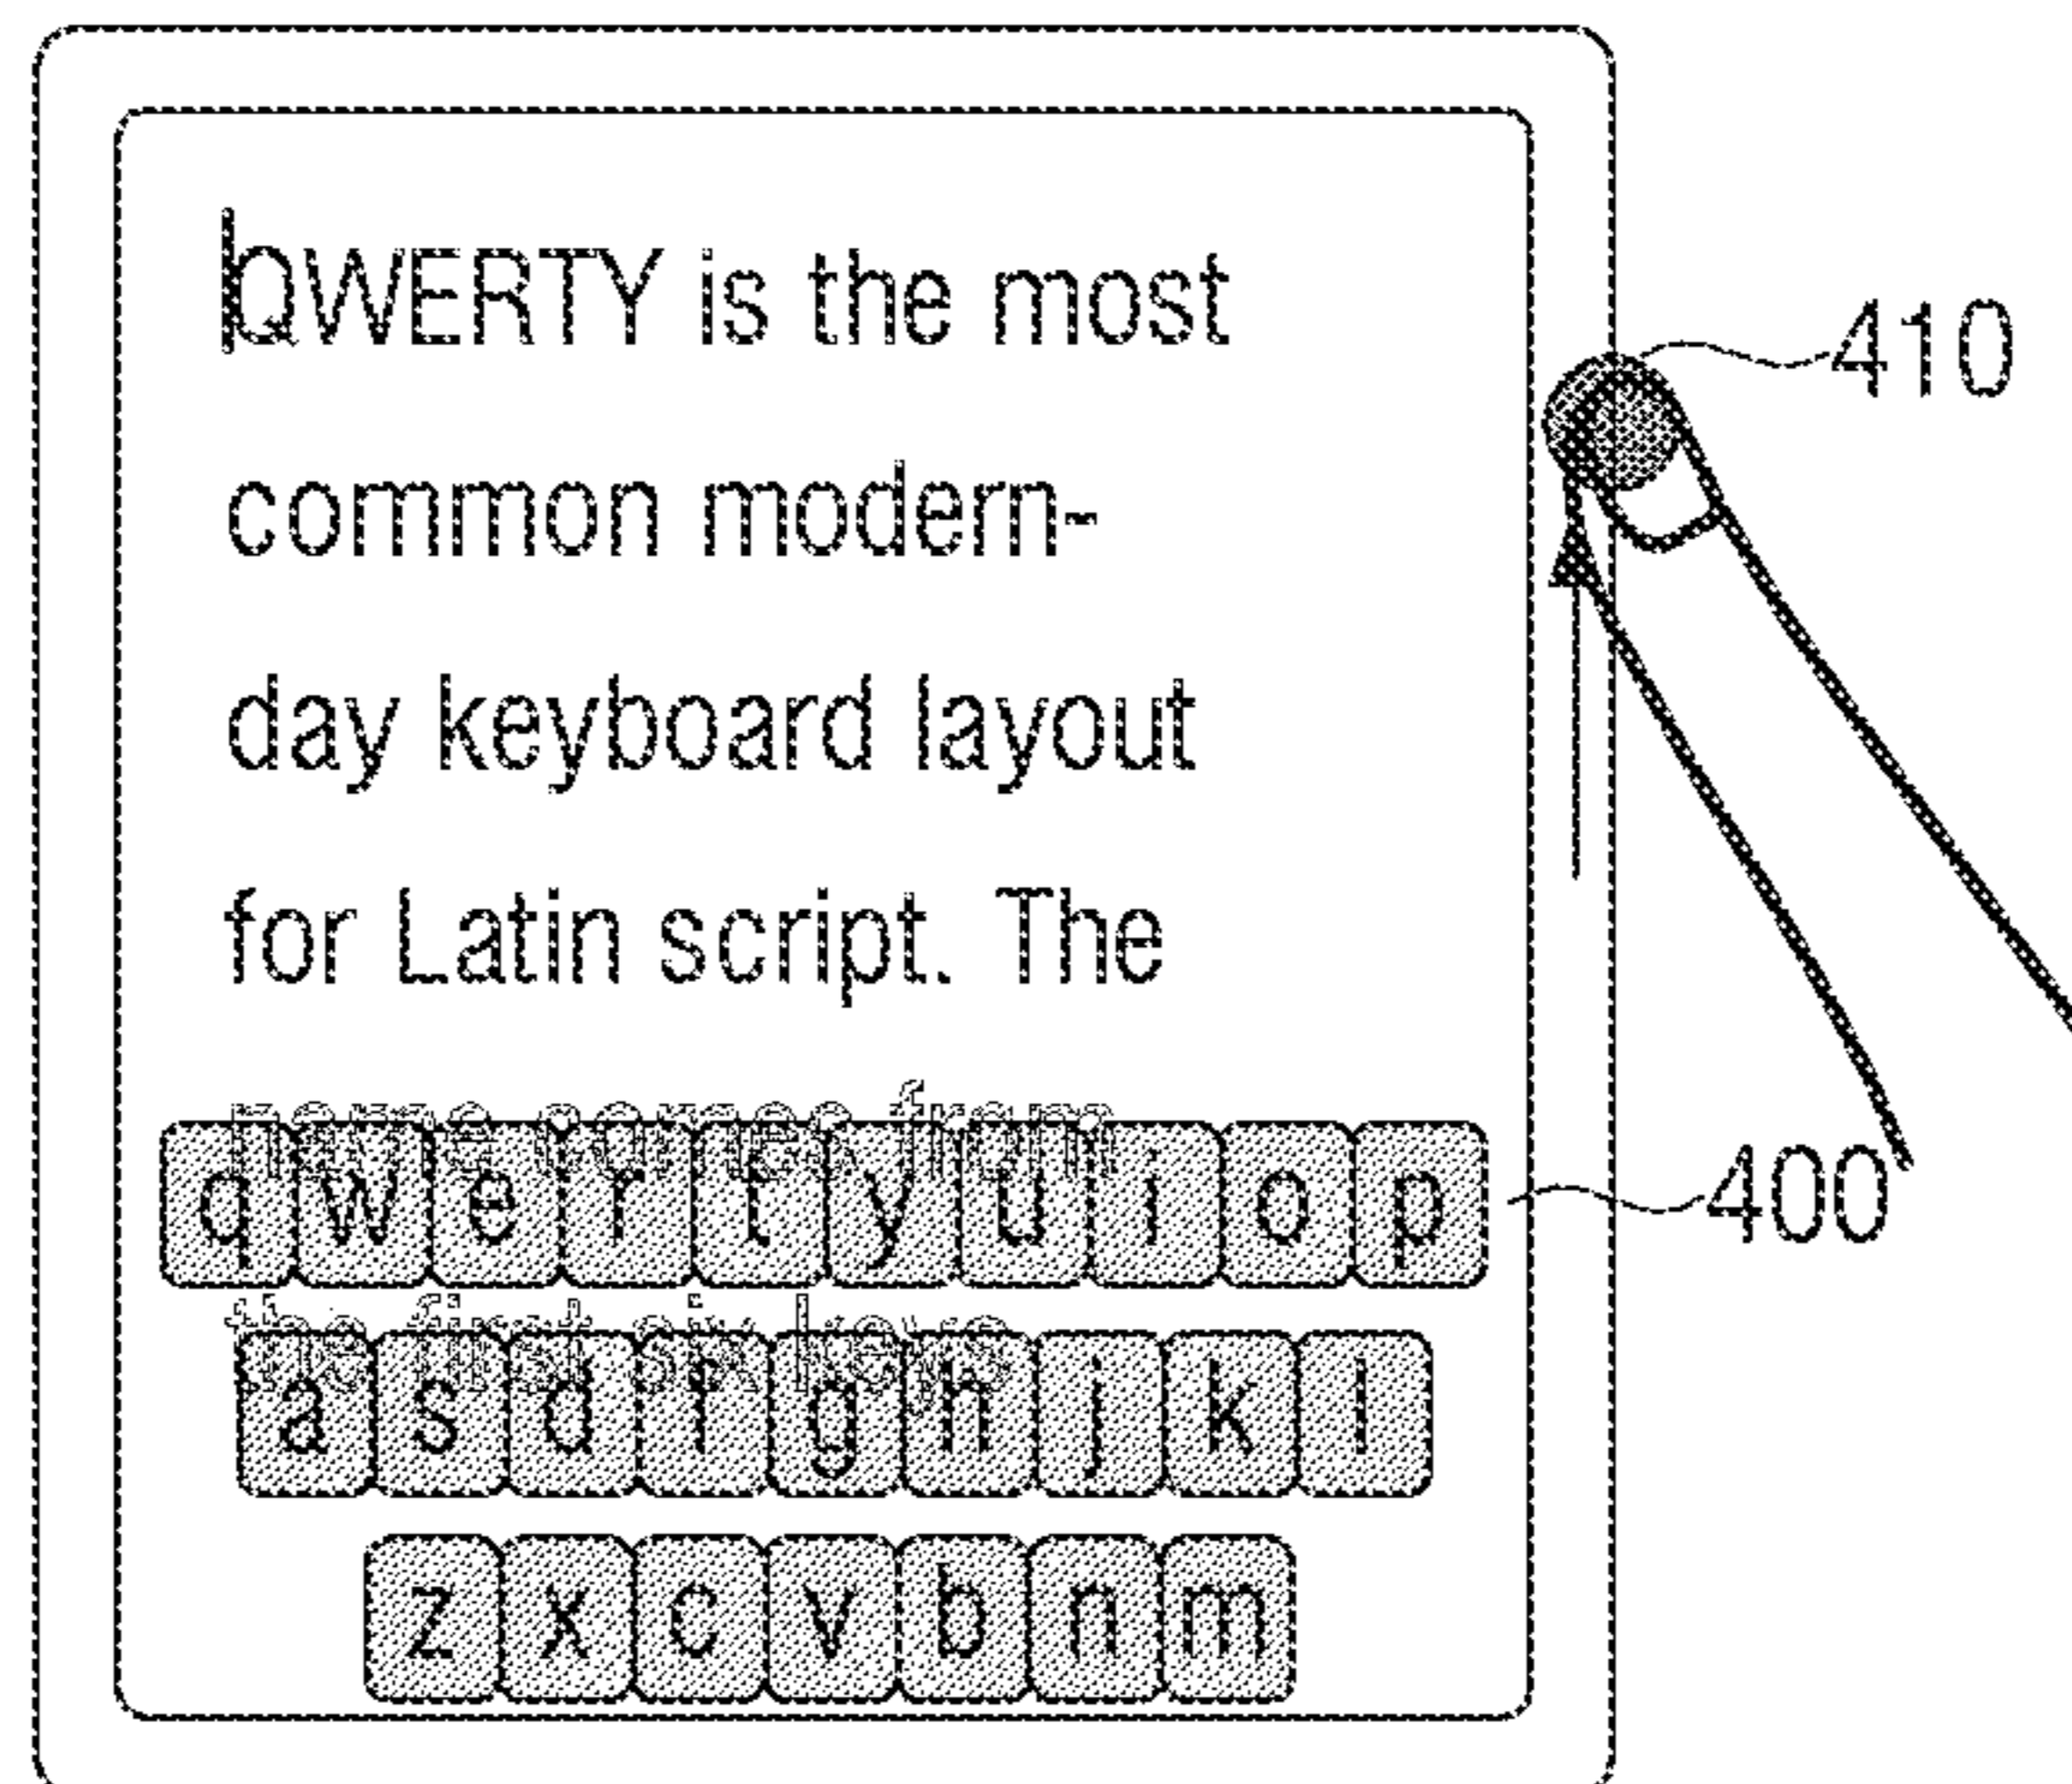 QWERTY is the most
410
common modern-
day keyboard layout
for Latin script. The
name comes from
q w e r t y u i o p
400
the first six keys
a s d f g h j k l
z x c v b n m